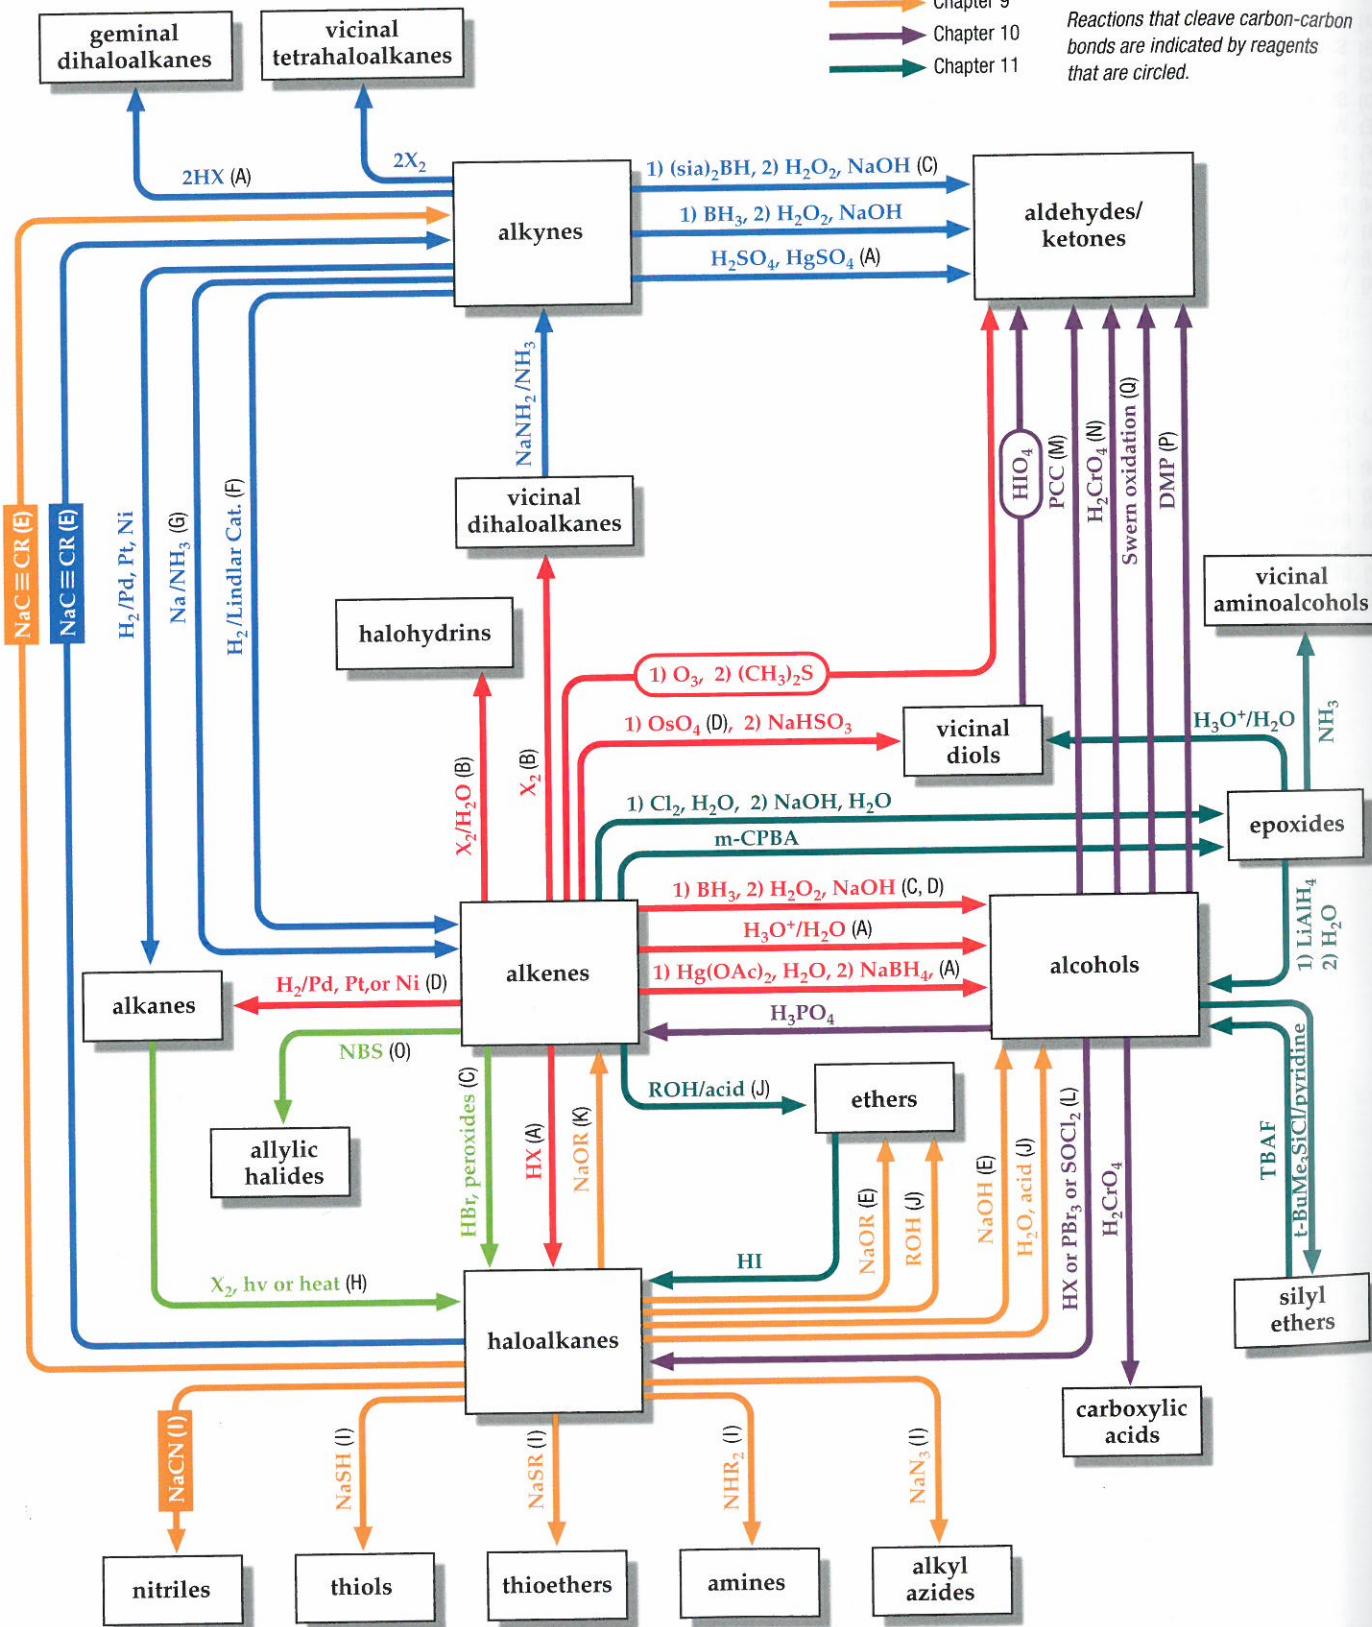 Chapter 9
Chapter 10
Chapter 11
Reactions that cleave carbon-carbon
bonds are indicated by reagents
that are circled.
geminal
dihaloalkanes
vicinal
tetrahaloalkanes
2HX (A)
2X₂
alkynes
1) (sia)₂BH, 2) H₂O₂, NaOH (C)
1) BH₃, 2) H₂O₂, NaOH
H₂SO₄, HgSO₄ (A)
aldehydes/
ketones
NaC≡CR (E)
NaC≡CR (E)
H₂/Pd, Pt, Ni
Na/NH₃ (G)
H₂/Lindlar Cat. (F)
NaNH₂/NH₃
vicinal
dihaloalkanes
HIO₄
PCC (M)
H₂CrO₄ (N)
Swern oxidation (Q)
DMP (P)
vicinal
aminoalcohols
halohydrins
1) O₃, 2) (CH₃)₂S
1) OsO₄ (D), 2) NaHSO₃
vicinal
diols
H₃O⁺/H₂O
NH₃
X₂/H₂O (B)
X₂ (B)
1) Cl₂, H₂O, 2) NaOH, H₂O
m-CPBA
epoxides
alkenes
1) BH₃, 2) H₂O₂, NaOH (C, D)
H₃O⁺/H₂O (A)
1) Hg(OAc)₂, H₂O, 2) NaBH₄, (A)
H₃PO₄
alcohols
1) LiAlH₄
2) H₂O
alkanes
H₂/Pd, Pt,or Ni (D)
NBS (O)
allylic
halides
HBr, peroxides (C)
HX (A)
NaOR (K)
ROH/acid (J)
ethers
NaOR (E)
ROH (J)
NaOH (E)
H₂O, acid (J)
HX or PBr₃ or SOCl₂ (L)
H₂CrO₄
TBAF
t-BuMe₃SiCl/pyridine
HI
X₂, hv or heat (H)
haloalkanes
silyl
ethers
carboxylic
acids
NaCN (I)
NaSH (I)
NaSR (I)
NHR₂ (I)
NaN₃ (I)
nitriles
thiols
thioethers
amines
alkyl
azides